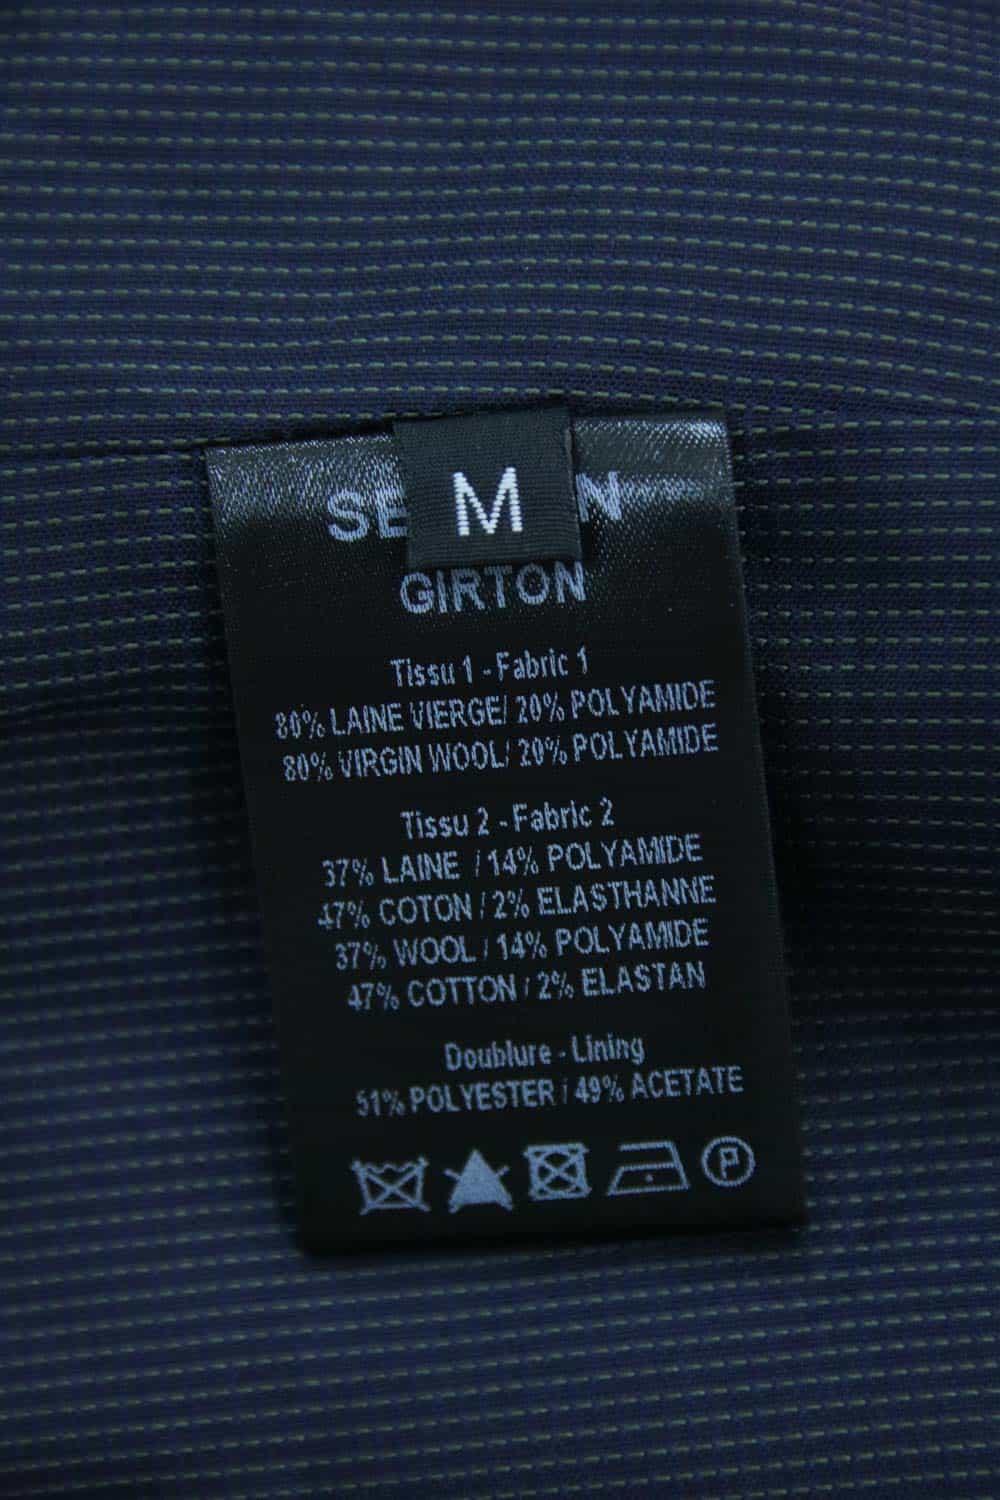 M
GIRTON
Tissu 1 - Fabric 1
80% LAINE VIERGE/ 20% POLYAMIDE
80% VIRGIN WOOL/ 20% POLYAMIDE
Tissu 2 - Fabric 2
37% LAINE / 14% POLYAMIDE
47% COTON / 2% ELASTHANNE
37% WOOL / 14% POLYAMIDE
47% COTTON / 2% ELASTAN
Doublure - Lining
51% POLYESTER / 49% ACETATE
P